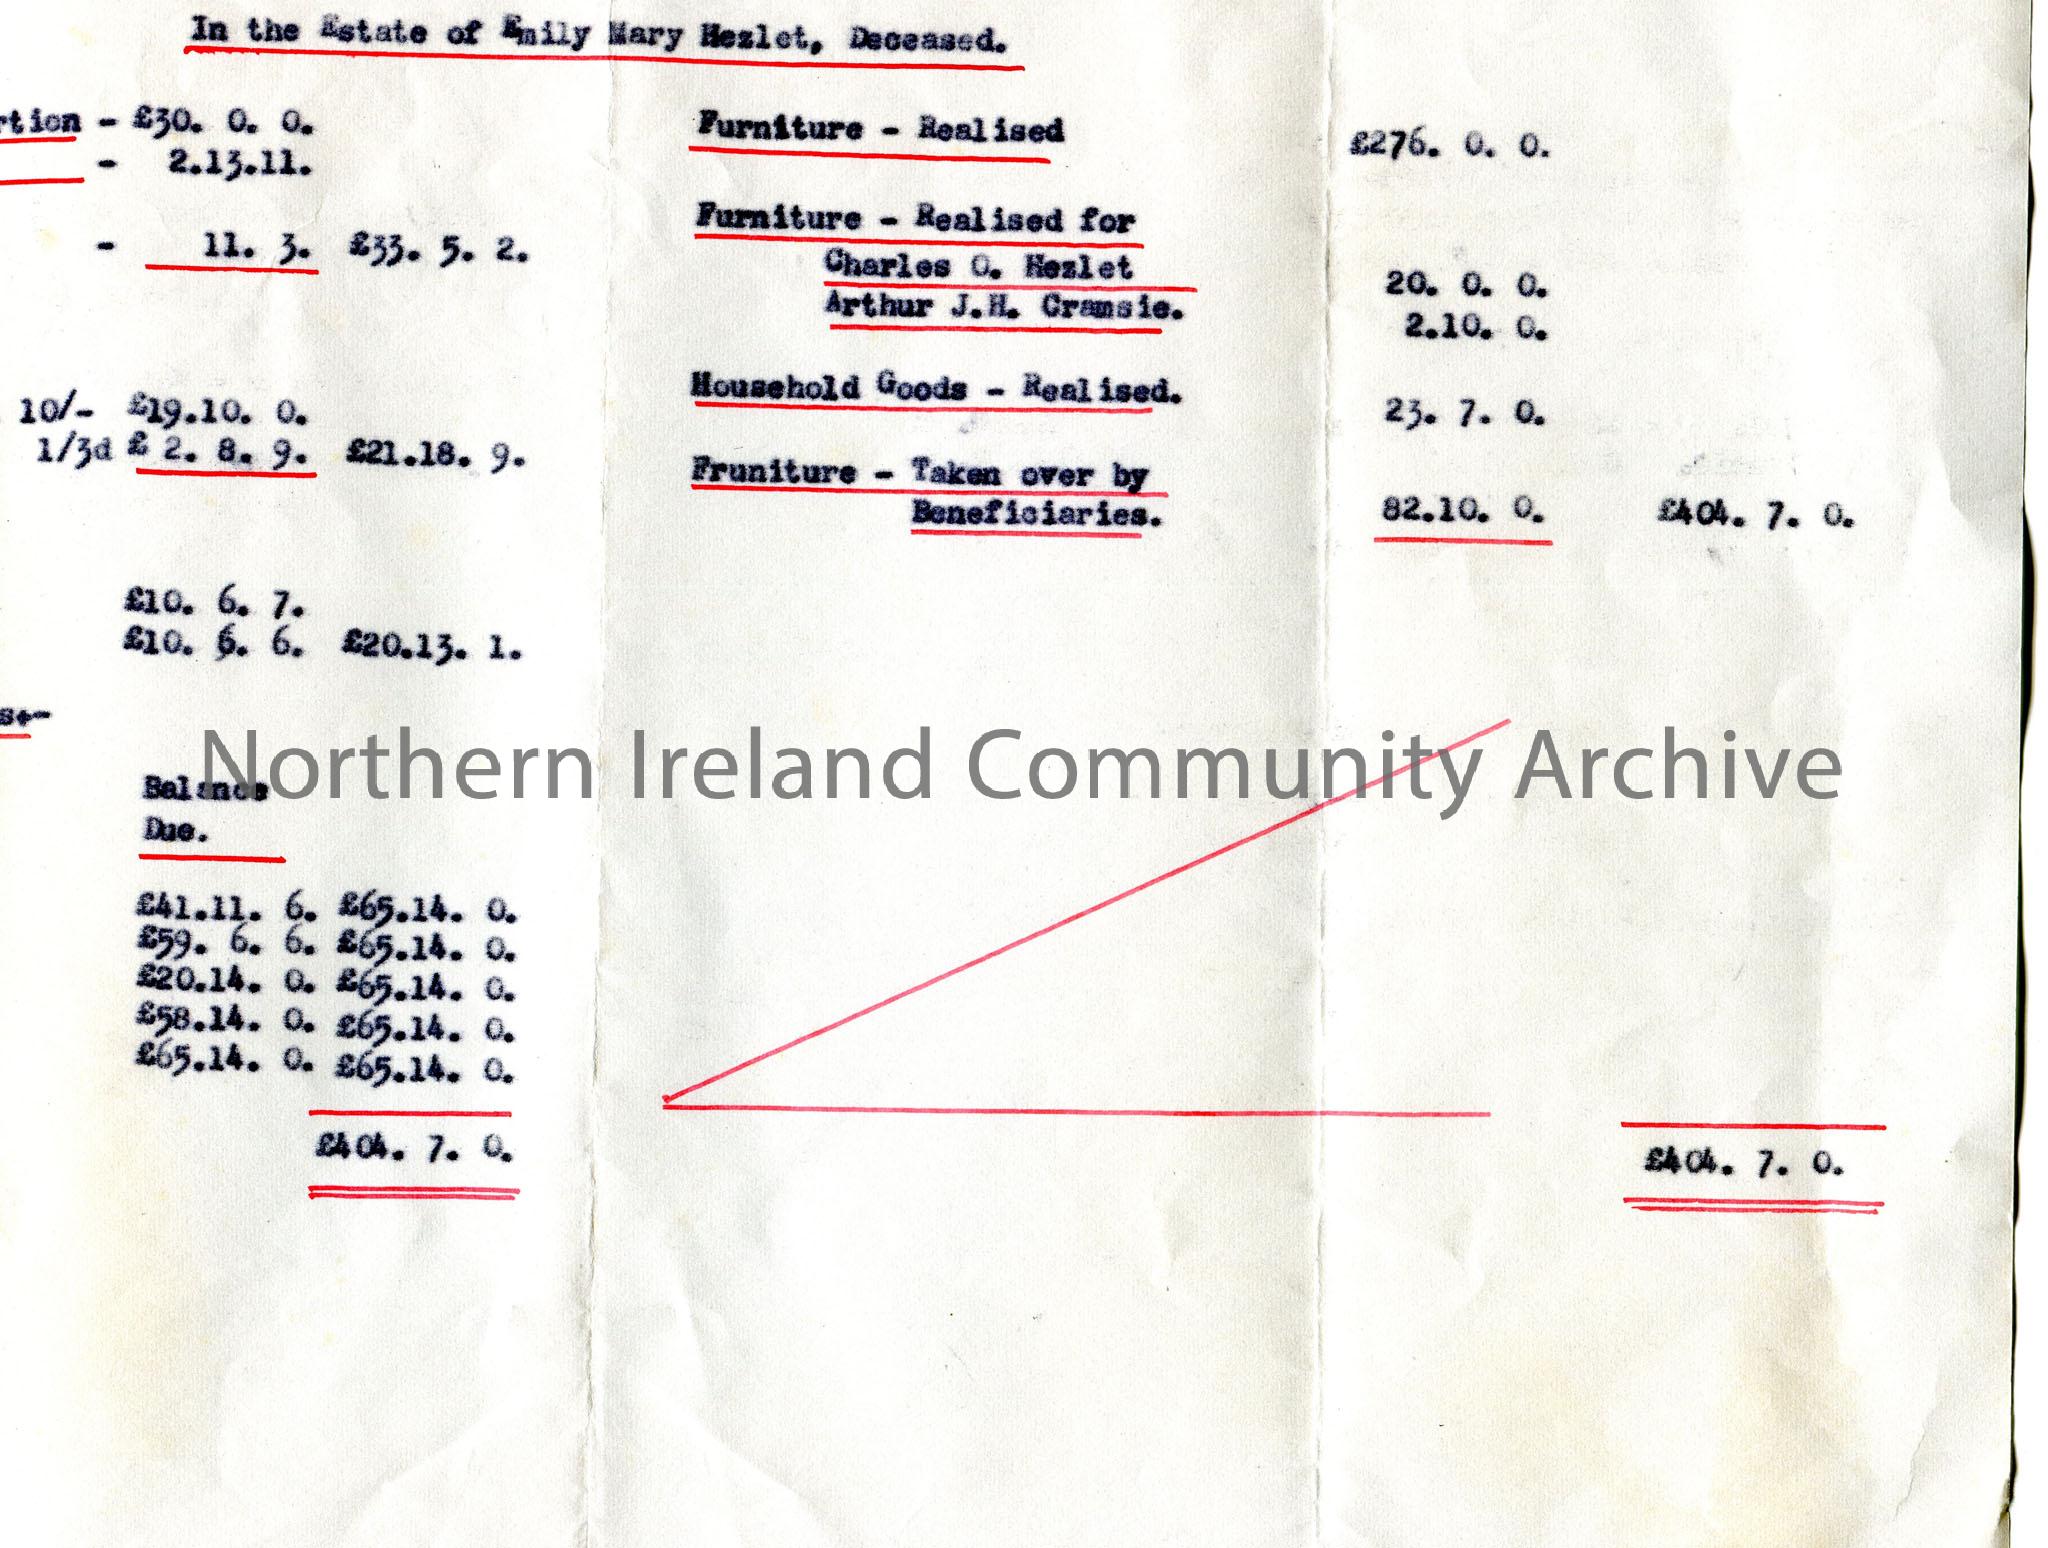 In the Estate of Emily Mary Hezlet, Deceased.
rtion - £30. 0. 0.
- 2.13.11.
- 11. 3. £33. 5. 2.
10/- £19.10. 0.
1/3d £ 2. 8. 9. £21.18. 9.
£10. 6. 7.
£10. 6. 6. £20.13. 1.
s:-
Balance
Due.
£41.11. 6. £65.14. 0.
£59. 6. 6. £65.14. 0.
£20.14. 0. £65.14. 0.
£58.14. 0. £65.14. 0.
£65.14. 0. £65.14. 0.
£404. 7. 0.
Furniture - Realised £276. 0. 0.
Furniture - Realised for
Charles O. Hezlet 20. 0. 0.
Arthur J.H. Cramsie. 2.10. 0.
Household Goods - Realised. 23. 7. 0.
Fruniture - Taken over by
Beneficiaries. 82.10. 0. £404. 7. 0.
£404. 7. 0.
Northern Ireland Community Archive